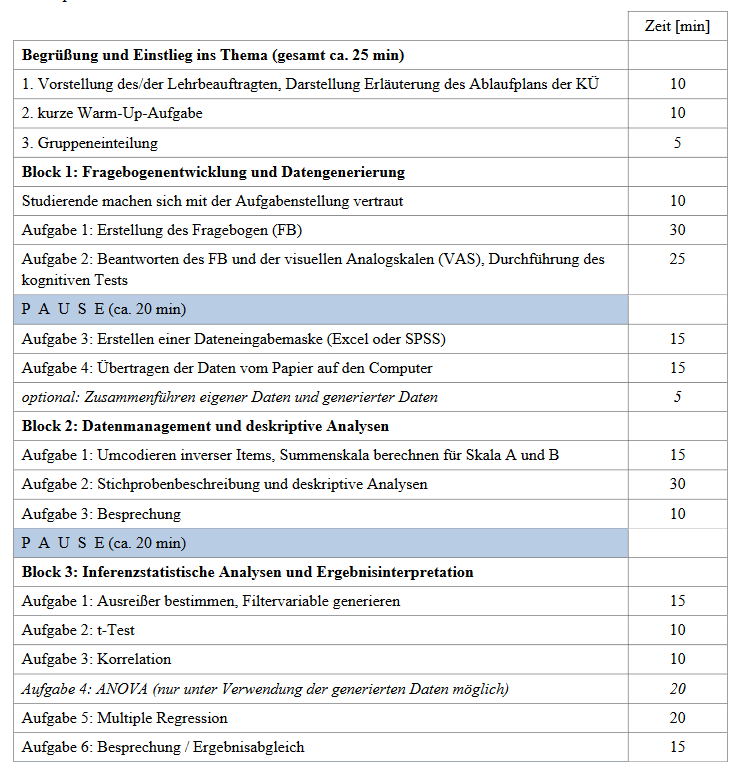 Zeit [min]
Begrüßung und Einstieg ins Thema (gesamt ca. 25 min)
1. Vorstellung des/der Lehrbeauftragten, Darstellung Erläuterung des Ablaufplans der KÜ 10
2. kurze Warm-Up-Aufgabe 10
3. Gruppeneinteilung 5
Block 1: Fragebogenentwicklung und Datengenerierung
Studierende machen sich mit der Aufgabenstellung vertraut 10
Aufgabe 1: Erstellung des Fragebogen (FB) 30
Aufgabe 2: Beantworten des FB und der visuellen Analogskalen (VAS), Durchführung des 25
kognitiven Tests
P A U S E (ca. 20 min)
Aufgabe 3: Erstellen einer Dateneingabemaske (Excel oder SPSS) 15
Aufgabe 4: Übertragen der Daten vom Papier auf den Computer 15
optional: Zusammenführen eigener Daten und generierter Daten 5
Block 2: Datenmanagement und deskriptive Analysen
Aufgabe 1: Umcodieren inverser Items, Summenskala berechnen für Skala A und B 15
Aufgabe 2: Stichprobenbeschreibung und deskriptive Analysen 30
Aufgabe 3: Besprechung 10
P A U S E (ca. 20 min)
Block 3: Inferenzstatistische Analysen und Ergebnisinterpretation
Aufgabe 1: Ausreißer bestimmen, Filtervariable generieren 15
Aufgabe 2: t-Test 10
Aufgabe 3: Korrelation 10
Aufgabe 4: ANOVA (nur unter Verwendung der generierten Daten möglich) 20
Aufgabe 5: Multiple Regression 20
Aufgabe 6: Besprechung / Ergebnisabgleich 15